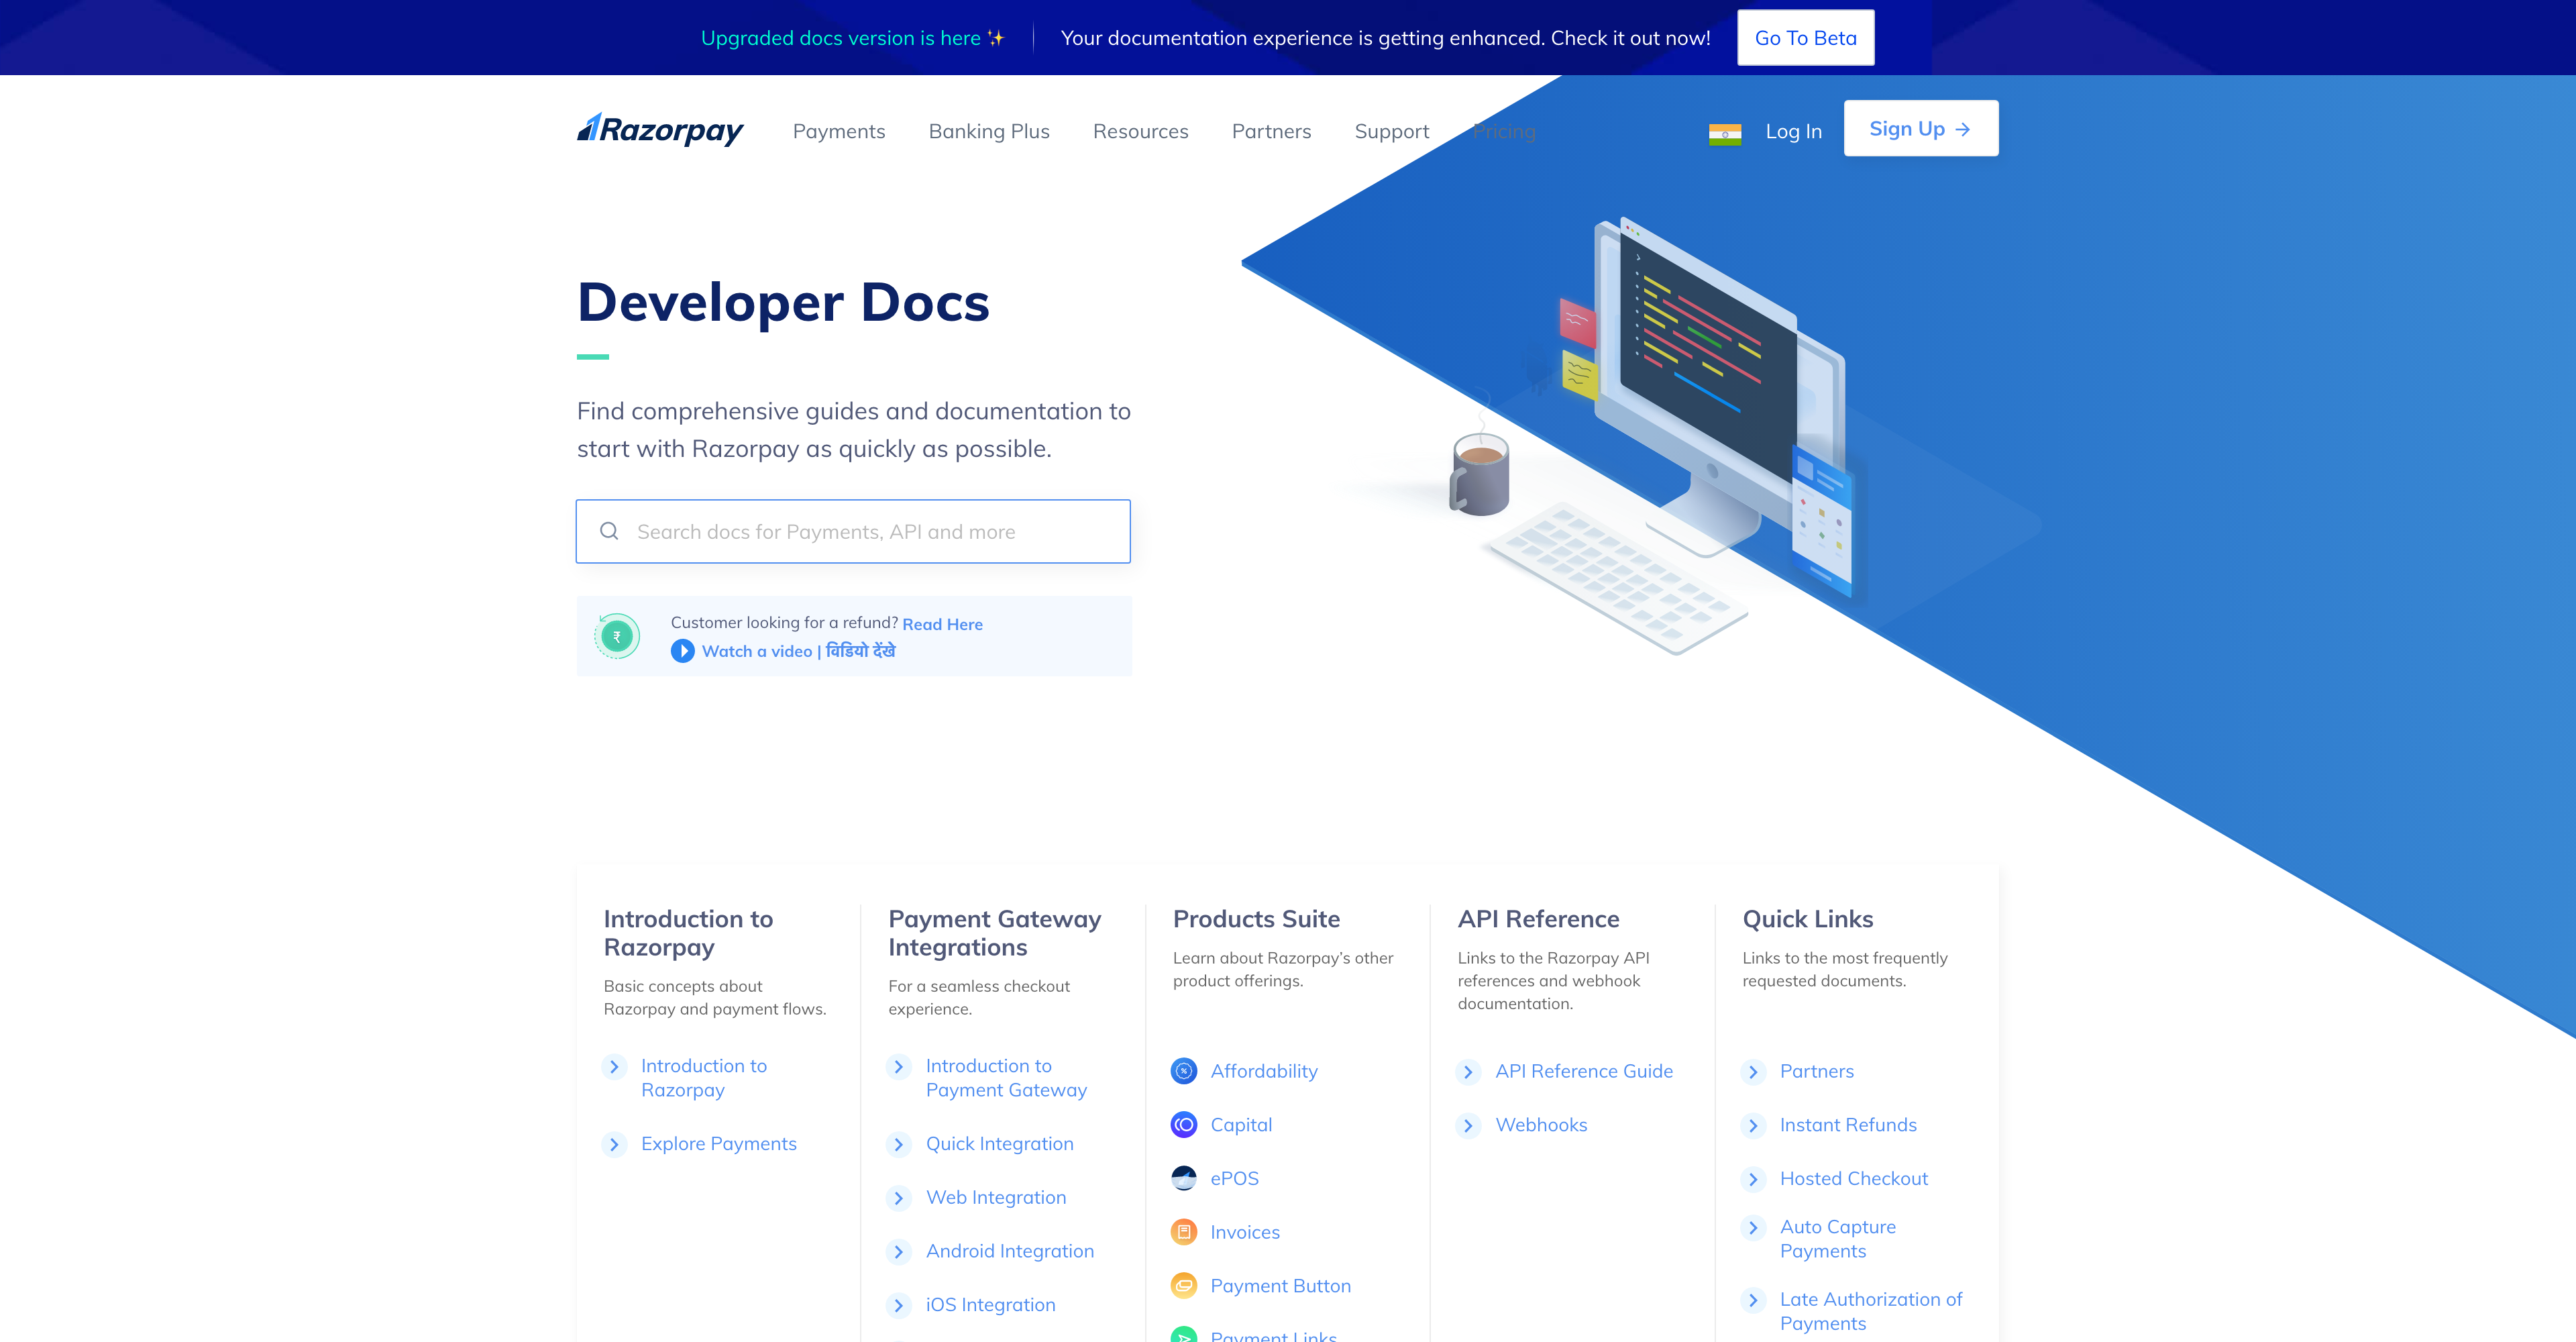 Upgraded docs version is here ✨
Your documentation experience is getting enhanced. Check it out now!
Go To Beta
Razorpay
Payments
Banking Plus
Resources
Partners
Support
Pricing
Log In
Sign Up
Developer Docs
Find comprehensive guides and documentation to
start with Razorpay as quickly as possible.
Search docs for Payments, API and more
₹
Customer looking for a refund? Read Here
Watch a video | विडियो देंखे
Introduction to
Razorpay
Basic concepts about
Razorpay and payment flows.
Introduction to
Razorpay
Explore Payments
Payment Gateway
Integrations
For a seamless checkout
experience.
Introduction to
Payment Gateway
Quick Integration
Web Integration
Android Integration
iOS Integration
Products Suite
Learn about Razorpay’s other
product offerings.
Affordability
Capital
ePOS
Invoices
Payment Button
Payment Links
API Reference
Links to the Razorpay API
references and webhook
documentation.
API Reference Guide
Webhooks
Quick Links
Links to the most frequently
requested documents.
Partners
Instant Refunds
Hosted Checkout
Auto Capture
Payments
Late Authorization of
Payments